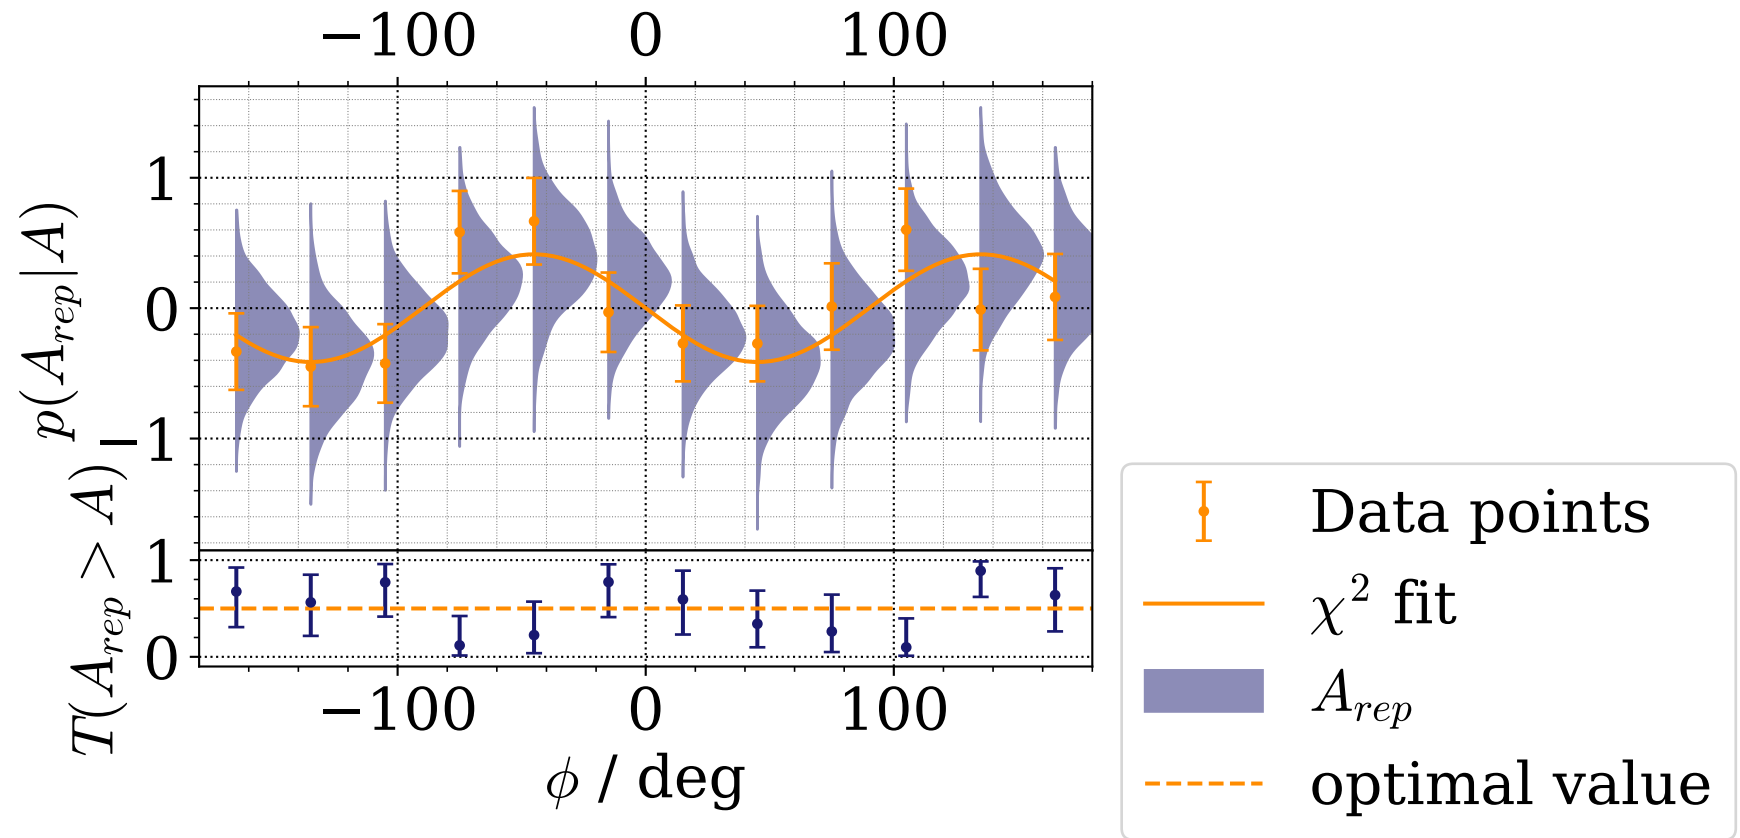 −100 0 100
p(A_rep|A)
1
0
−1
T(A_rep > A)
1
0
−100 0 100
ϕ / deg
Data points
χ² fit
A_rep
optimal value